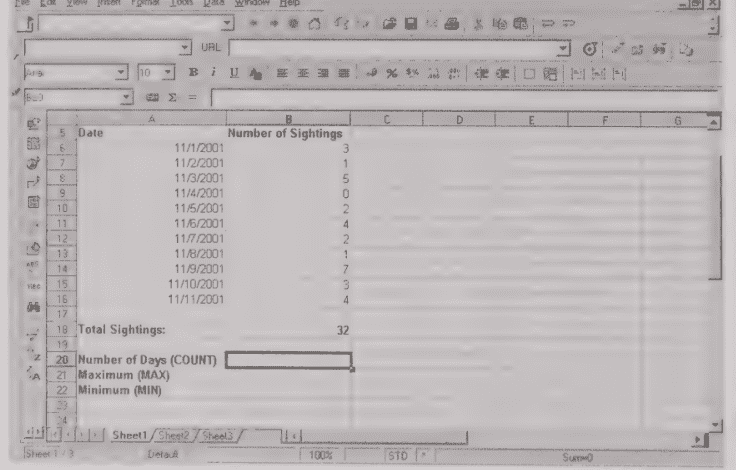 File Edit View Insert Format Tools Data Window Help
URL
Arial 10 B i U A % 
B20 Σ =
A B C D E F G
5 Date Number of Sightings
6 11/1/2001 3
7 11/2/2001 1
8 11/3/2001 5
9 11/4/2001 0
10 11/5/2001 2
11 11/6/2001 4
12 11/7/2001 2
13 11/8/2001 1
14 11/9/2001 7
15 11/10/2001 3
16 11/11/2001 4
17
18 Total Sightings: 32
19
20 Number of Days (COUNT)
21 Maximum (MAX)
22 Minimum (MIN)
23
24
Sheet1 Sheet2 Sheet3
Sheet 1 / 3 Default 100% STD * Sum=0